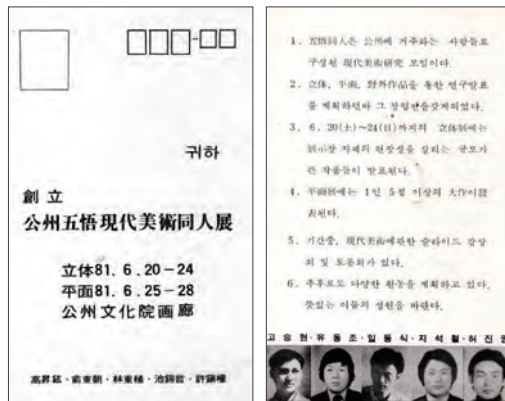 귀하
創立
公州五悟現代美術同人展
立体81. 6. 20-24
平面81. 6. 25-28
公州文化院画廊
1. 五悟同人은 公州에 거주하는 사람들로
구성된 現代美術研究 모임이다.
2. 立体, 平面, 野外作品을 통한 연구발표
를 계획하던바 그 창립전을갖게되었다.
3. 6. 20(土)~24(日)까지의 立体展에는
展示장 자체의 현장성을 살리는 규모가
큰 작품들이 발표된다.
4. 平面展에는 1인 5점 이상의 大作이發
表된다.
5. 기간중, 現代美術에관한 슬라이드 감상
회 및 토론회가 있다.
6. 추후로도 다양한 활동을 계획하고 있다.
뜻있는 이들의 성원을 바란다.
고승현·유동조·임동식·지석철·허진권